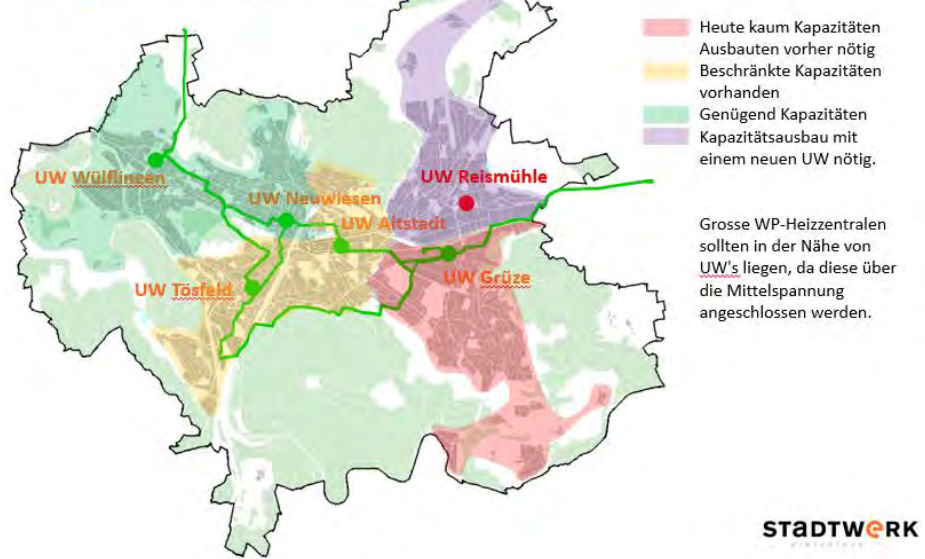 Heute kaum Kapazitäten
Ausbauten vorher nötig
Beschränkte Kapazitäten
vorhanden
Genügend Kapazitäten
Kapazitätsausbau mit
einem neuen UW nötig.
UW Wülflingen
UW Reismühle
UW Neuwiesen
UW Altstadt
UW Grüze
UW Tösfeld
Grosse WP-Heizzentralen
sollten in der Nähe von
UW's liegen, da diese über
die Mittelspannung
angeschlossen werden.
STADTWERK